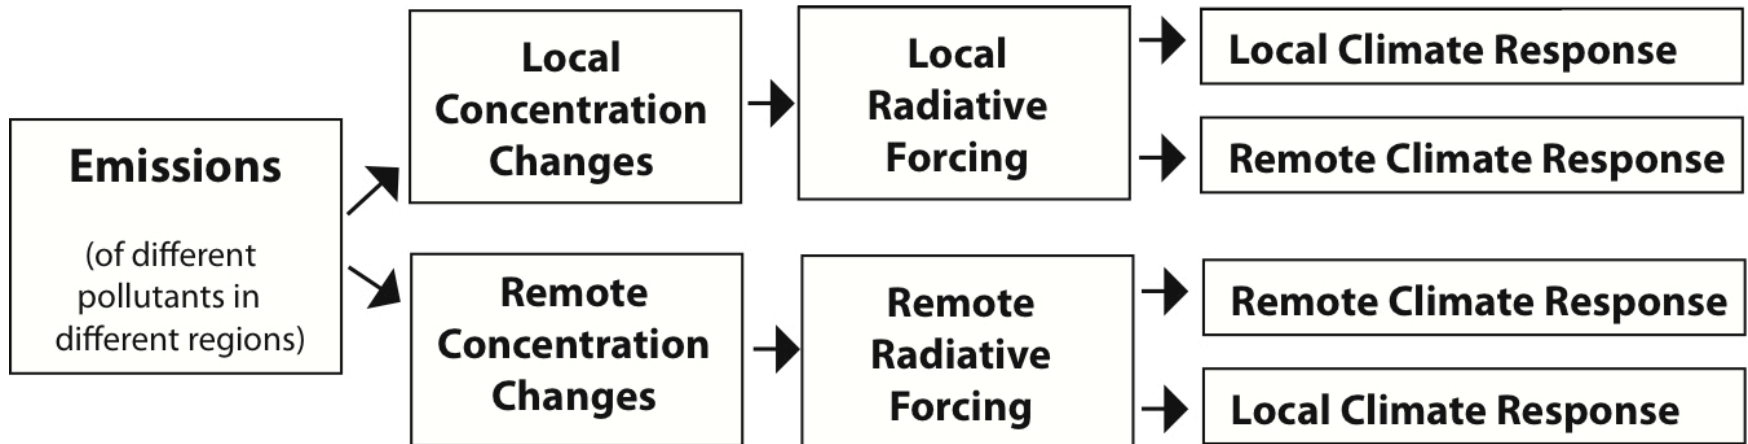 Emissions
(of different
pollutants in
different regions)
Local
Concentration
Changes
Local
Radiative
Forcing
Local Climate Response
Remote Climate Response
Remote
Concentration
Changes
Remote
Radiative
Forcing
Remote Climate Response
Local Climate Response